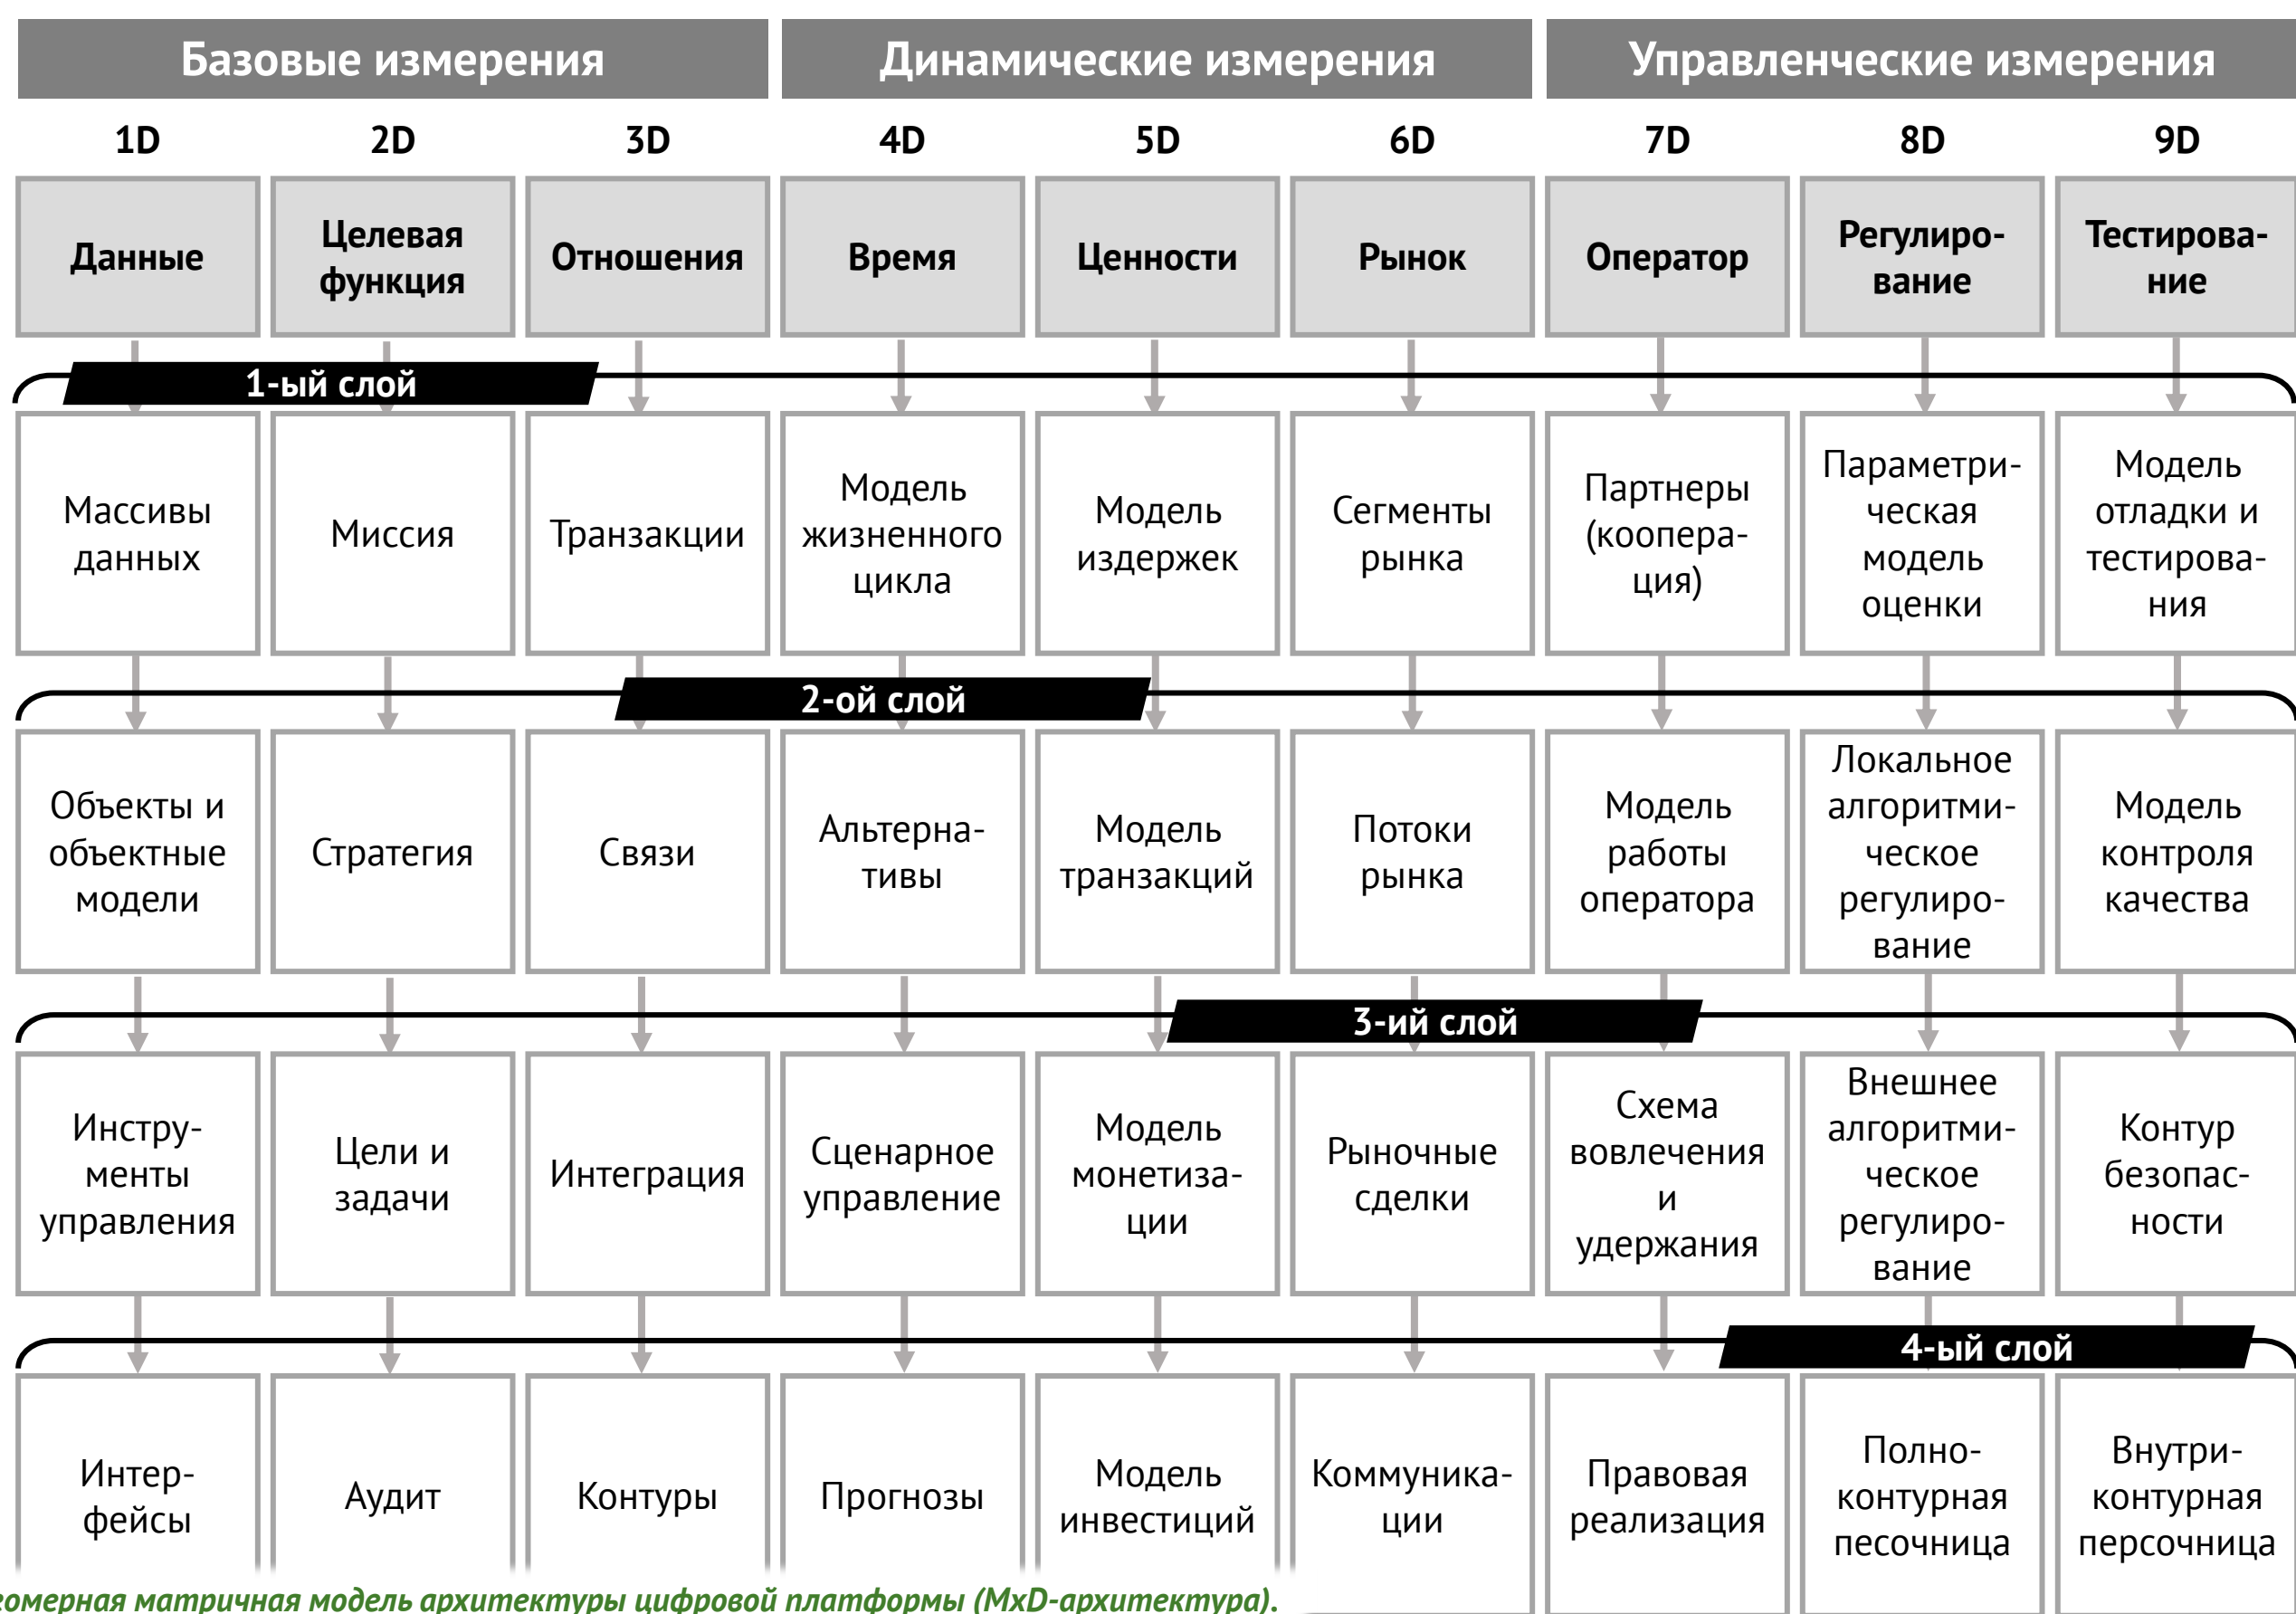 Базовые измерения
Динамические измерения
Управленческие измерения
1D
2D
3D
4D
5D
6D
7D
8D
9D
Данные
Целевая
функция
Отношения
Время
Ценности
Рынок
Оператор
Регулиро-
вание
Тестирова-
ние
1-ый слой
Массивы
данных
Миссия
Транзакции
Модель
жизненного
цикла
Модель
издержек
Сегменты
рынка
Партнеры
(коопера-
ция)
Параметри-
ческая
модель
оценки
Модель
отладки и
тестирова-
ния
2-ой слой
Объекты и
объектные
модели
Стратегия
Связи
Альтерна-
тивы
Модель
транзакций
Потоки
рынка
Модель
работы
оператора
Локальное
алгоритми-
ческое
регулиро-
вание
Модель
контроля
качества
3-ий слой
Инстру-
менты
управления
Цели и
задачи
Интеграция
Сценарное
управление
Модель
монетиза-
ции
Рыночные
сделки
Схема
вовлечения
и
удержания
Внешнее
алгоритми-
ческое
регулиро-
вание
Контур
безопас-
ности
4-ый слой
Интер-
фейсы
Аудит
Контуры
Прогнозы
Модель
инвестиций
Коммуника-
ции
Правовая
реализация
Полно-
контурная
песочница
Внутри-
контурная
персочница
матричная модель архитектуры цифровой платформы (MxD-архитектура).